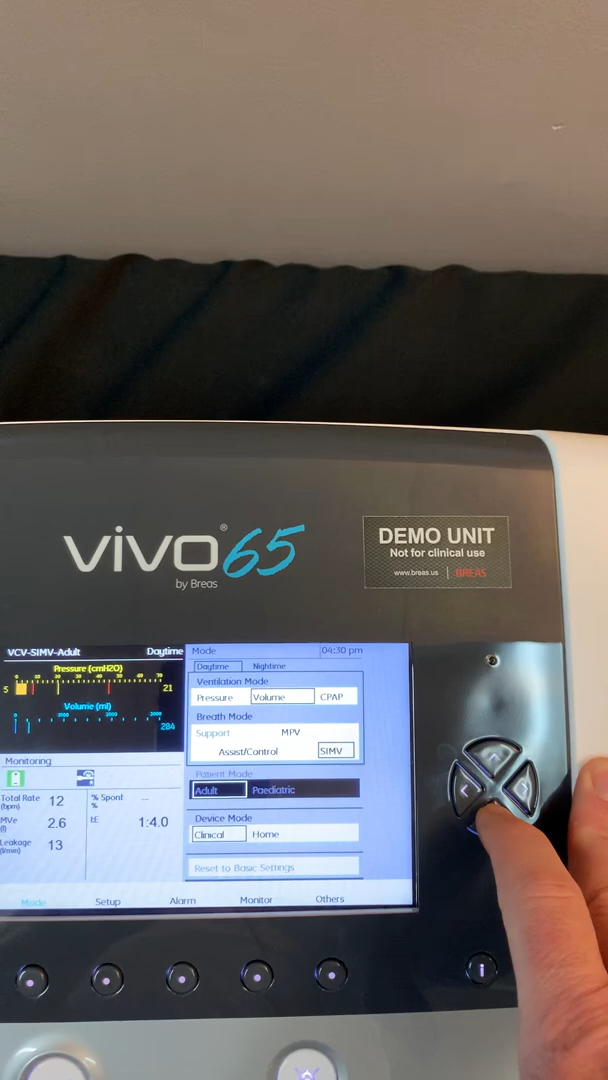 vivo® 65
by Breas
DEMO UNIT
Not for clinical use
www.breas.us | BREAS
VCV-SIMV-Adult Daytime
Pressure (cmH2O)
5 21
Volume (ml)
284
Monitoring
Total Rate (bpm) 12
% Spont %
MVe (l) 2.6
I:E 1:4.0
Leakage (l/min) 13
Mode 04:30 pm
Daytime Nighttime
Ventilation Mode
Pressure Volume CPAP
Breath Mode
Support MPV
Assist/Control SIMV
Patient Mode
Adult Paediatric
Device Mode
Clinical Home
Reset to Basic Settings
Mode Setup Alarm Monitor Others
i